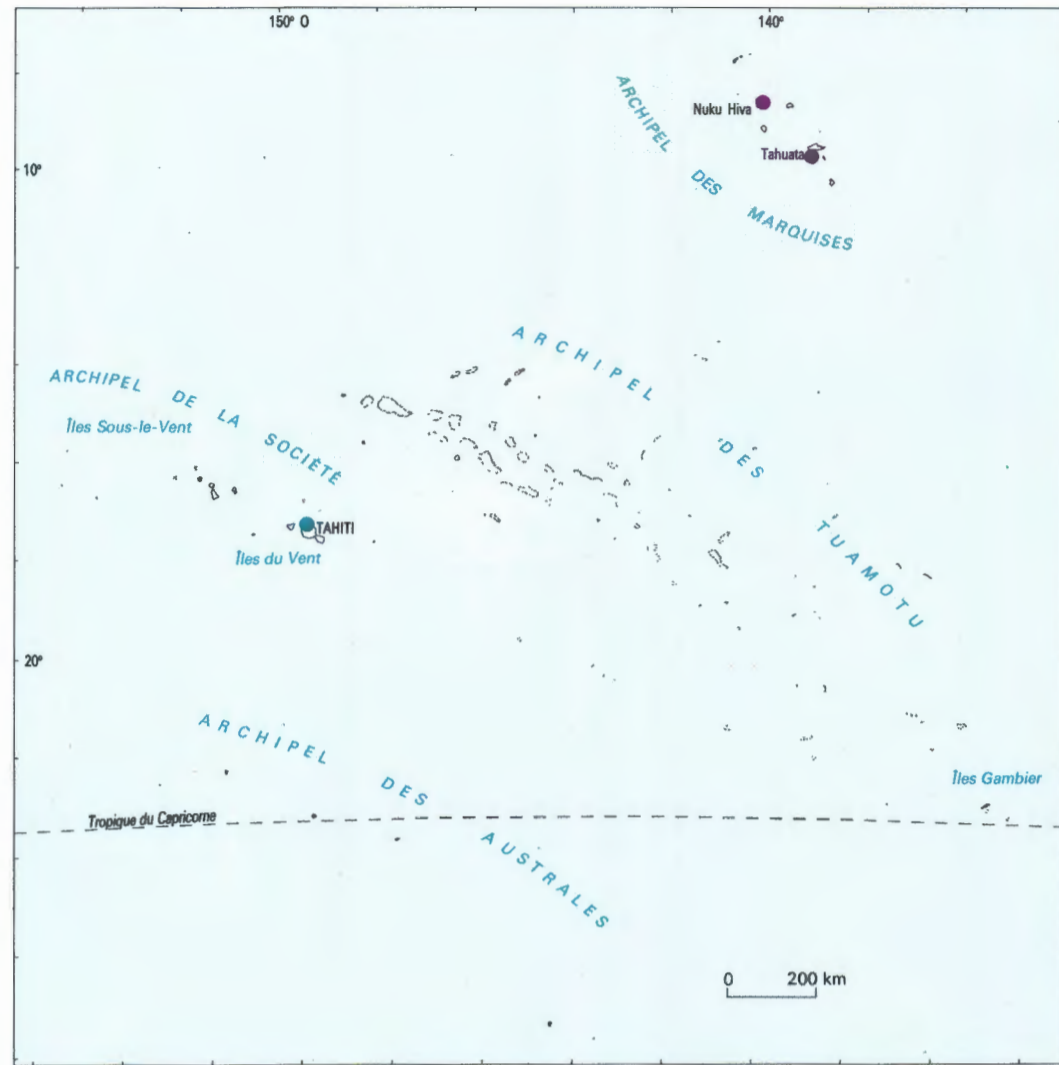 150° O
140°
Nuku Hiva
Tahuata
ARCHIPEL DES MARQUISES
10°
ARCHIPEL DES TUAMOTU
ARCHIPEL DE LA SOCIÉTÉ
Îles Sous-le-Vent
TAHITI
Îles du Vent
20°
ARCHIPEL DES AUSTRALES
Îles Gambier
Tropique du Capricorne
0 200 km